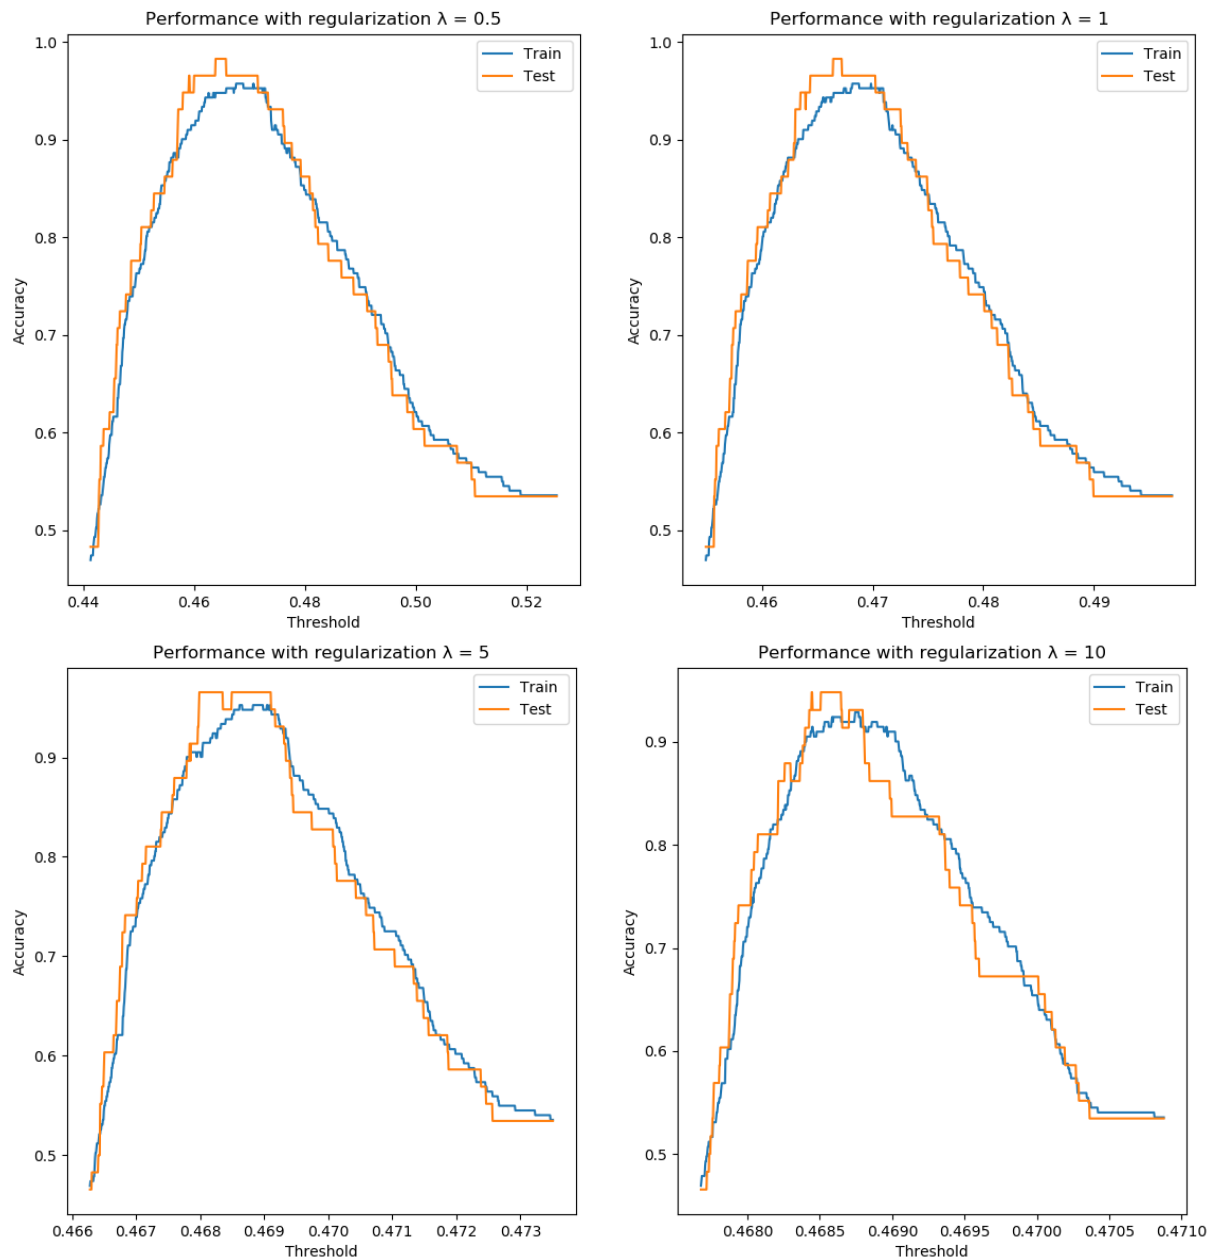 Performance with regularization λ = 0.5
1.0
0.9
0.8
0.7
0.6
0.5
Accuracy
0.44
0.46
0.48
0.50
0.52
Threshold
Train
Test
Performance with regularization λ = 1
1.0
0.9
0.8
0.7
0.6
0.5
Accuracy
0.46
0.47
0.48
0.49
Threshold
Train
Test
Performance with regularization λ = 5
0.9
0.8
0.7
0.6
0.5
Accuracy
0.466
0.467
0.468
0.469
0.470
0.471
0.472
0.473
Threshold
Train
Test
Performance with regularization λ = 10
0.9
0.8
0.7
0.6
0.5
Accuracy
0.4680
0.4685
0.4690
0.4695
0.4700
0.4705
0.4710
Threshold
Train
Test